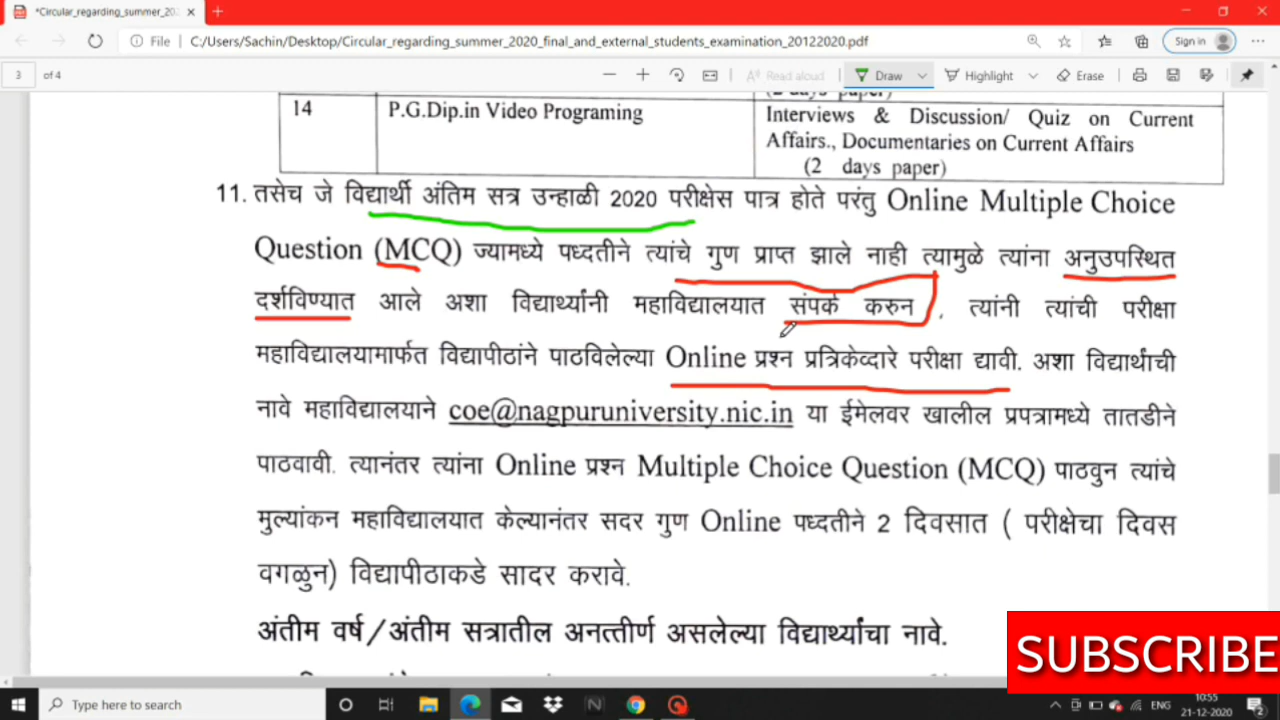 *Circular_regarding_summer_202
File
C:/Users/Sachin/Desktop/Circular_regarding_summer_2020_final_and_external_students_examination_20122020.pdf
Sign in
3 of 4
Read aloud
Draw
Highlight
Erase
(2 days paper)
14 P.G.Dip.in Video Programing Interviews & Discussion/ Quiz on Current
Affairs., Documentaries on Current Affairs
(2 days paper)
11. तसेच जे विद्यार्थी अंतिम सत्र उन्हाळी 2020 परीक्षेस पात्र होते परंतु Online Multiple Choice
Question (MCQ) ज्यामध्ये पध्दतीने त्यांचे गुण प्राप्त झाले नाही त्यामुळे त्यांना अनुउपस्थित
दर्शविण्यात आले अशा विद्यार्थ्यांनी महाविद्यालयात संपर्क करुन , त्यांनी त्यांची परीक्षा
महाविद्यालयामार्फत विद्यापीठांने पाठविलेल्या Online प्रश्न प्रत्रिकेव्दारे परीक्षा द्यावी. अशा विद्यार्थांची
नावे महाविद्यालयाने coe@nagpuruniversity.nic.in या ईमेलवर खालील प्रपत्रामध्ये तातडीने
पाठवावी. त्यानंतर त्यांना Online प्रश्न Multiple Choice Question (MCQ) पाठवुन त्यांचे
मुल्यांकन महाविद्यालयात केल्यानंतर सदर गुण Online पध्दतीने 2 दिवसात ( परीक्षेचा दिवस
वगळुन) विद्यापीठाकडे सादर करावे.
अंतीम वर्ष/अंतीम सत्रातील अनत्तीर्ण असलेल्या विद्यार्थ्यांचा नावे.
SUBSCRIBE
Type here to search
ENG
10:55
21-12-2020